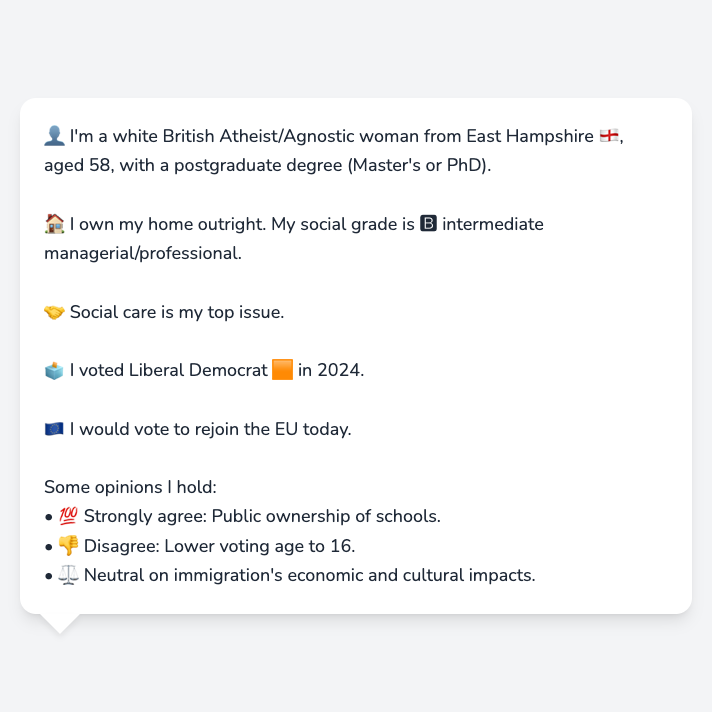 👤 I'm a white British Atheist/Agnostic woman from East Hampshire 🏴󠁧󠁢󠁥󠁮󠁧󠁿,
aged 58, with a postgraduate degree (Master's or PhD).
🏠 I own my home outright. My social grade is 🅱 intermediate
managerial/professional.
🤝 Social care is my top issue.
🗳️ I voted Liberal Democrat 🟧 in 2024.
🇪🇺 I would vote to rejoin the EU today.
Some opinions I hold:
• 💯 Strongly agree: Public ownership of schools.
• 👎 Disagree: Lower voting age to 16.
• ⚖️ Neutral on immigration's economic and cultural impacts.